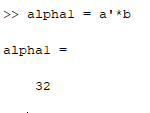 >> alpha1 = a'*b
alpha1 =
32